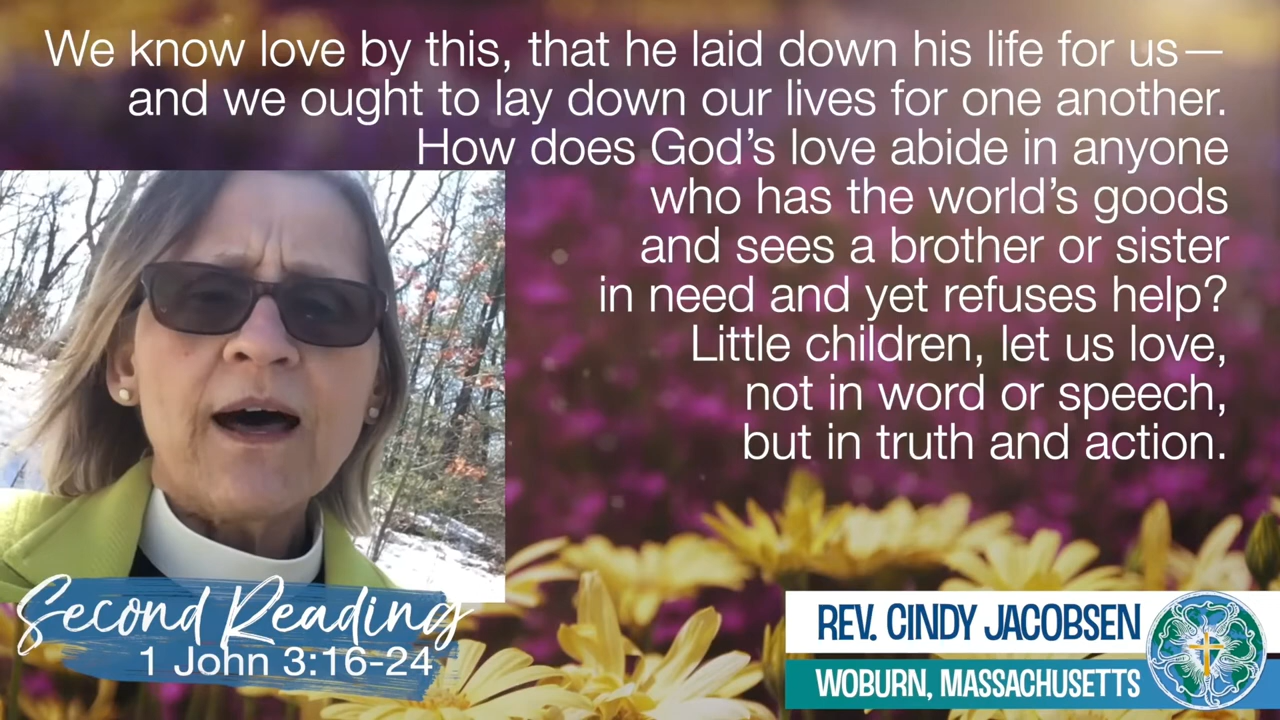 We know love by this, that he laid down his life for us—
and we ought to lay down our lives for one another.
How does God’s love abide in anyone
who has the world’s goods
and sees a brother or sister
in need and yet refuses help?
Little children, let us love,
not in word or speech,
but in truth and action.
Second Reading
1 John 3:16-24
REV. CINDY JACOBSEN
WOBURN, MASSACHUSETTS